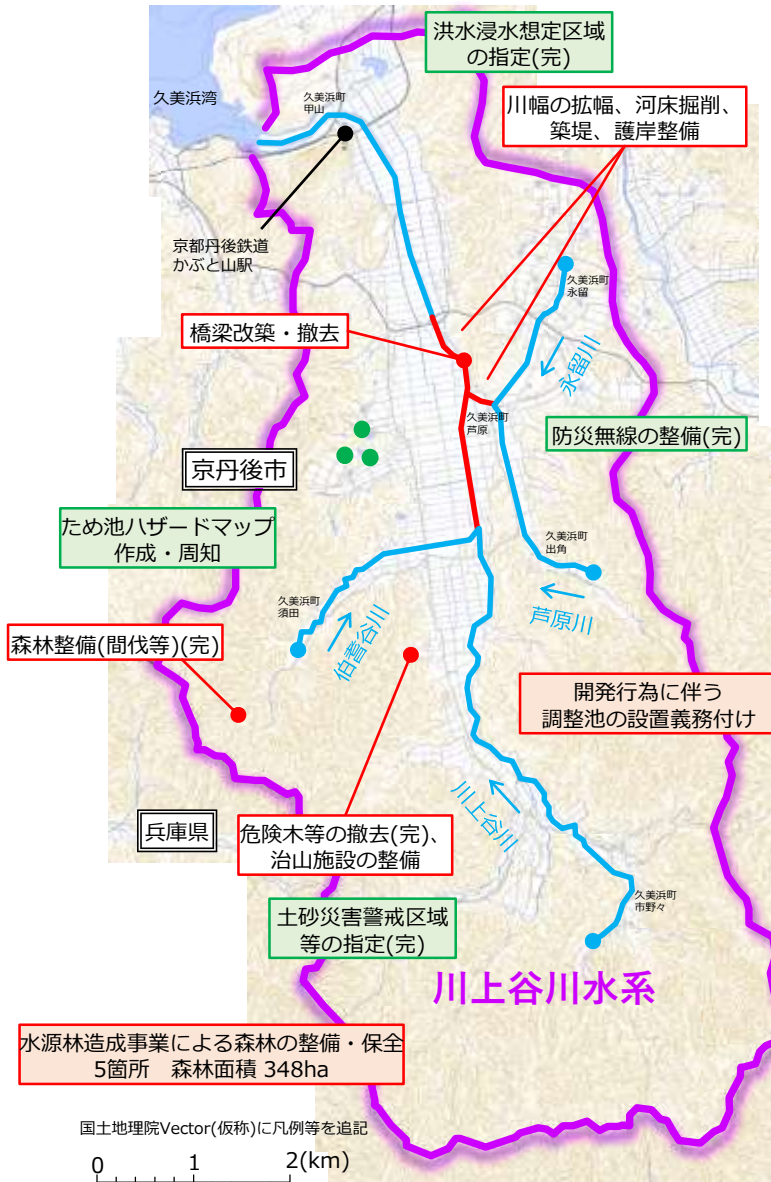 洪水浸水想定区域
の指定(完)
久美浜湾
久美浜町
甲山
川幅の拡幅、河床掘削、
築堤、護岸整備
京都丹後鉄道
かぶと山駅
久美浜町
永留
橋梁改築・撤去
永留川
久美浜町
芦原
防災無線の整備(完)
京丹後市
ため池ハザードマップ
作成・周知
久美浜町
出角
久美浜町
須田
芦原川
伯耆谷川
森林整備(間伐等)(完)
開発行為に伴う
調整池の設置義務付け
川上谷川
兵庫県
危険木等の撤去(完)、
治山施設の整備
久美浜町
市野々
土砂災害警戒区域
等の指定(完)
川上谷川水系
水源林造成事業による森林の整備・保全
5箇所 森林面積 348ha
国土地理院Vector(仮称)に凡例等を追記
0 1 2(km)